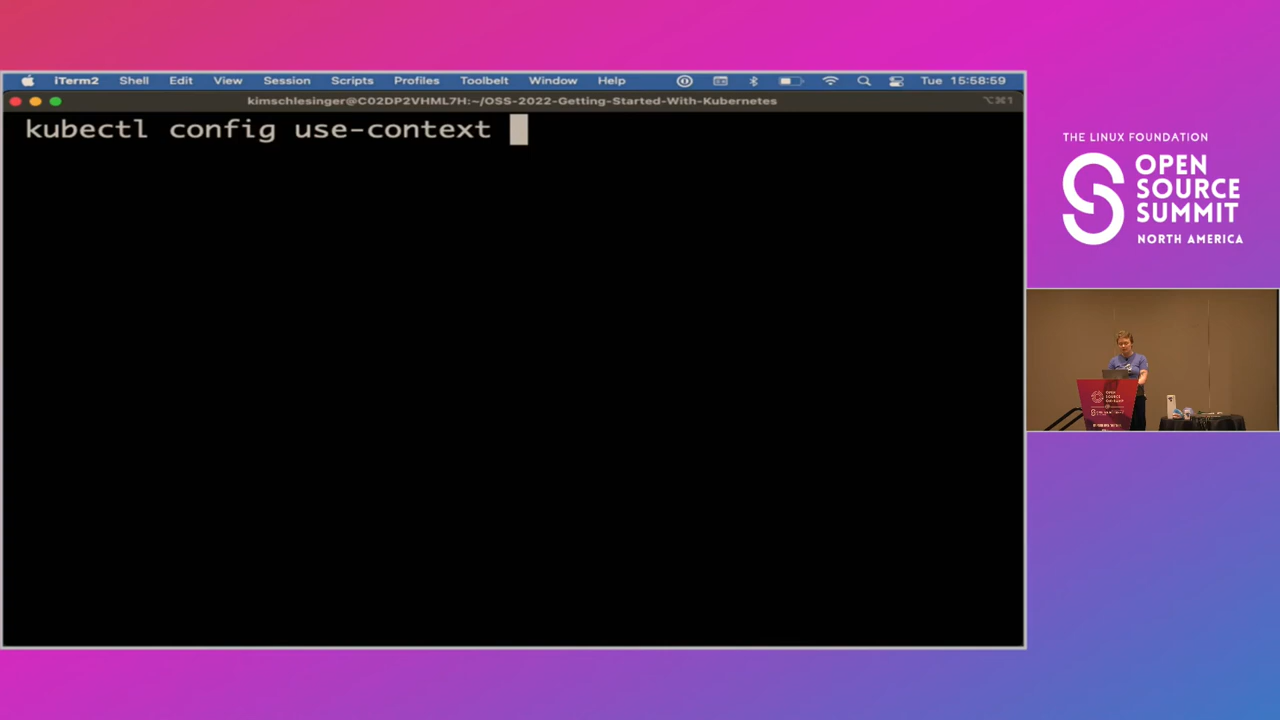 iTerm2 Shell Edit View Session Scripts Profiles Toolbelt Window Help Tue 15:58:59
kimschlesinger@C02DP2VHML7H:~/OSS-2022-Getting-Started-With-Kubernetes ⌥⌘1
kubectl config use-context
THE LINUX FOUNDATION
OPEN
SOURCE
SUMMIT
NORTH AMERICA